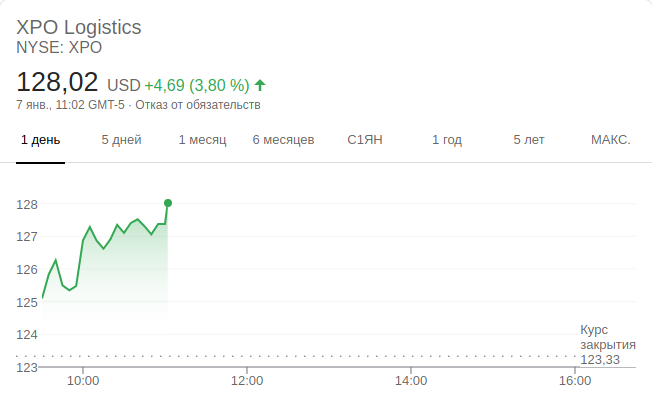 XPO Logistics
NYSE: XPO
128,02 USD +4,69 (3,80 %)
7 янв., 11:02 GMT-5 · Отказ от обязательств
1 день 5 дней 1 месяц 6 месяцев С1ЯН 1 год 5 лет МАКС.
128
127
126
125
124
Курс
закрытия
123,33
123
10:00 12:00 14:00 16:00